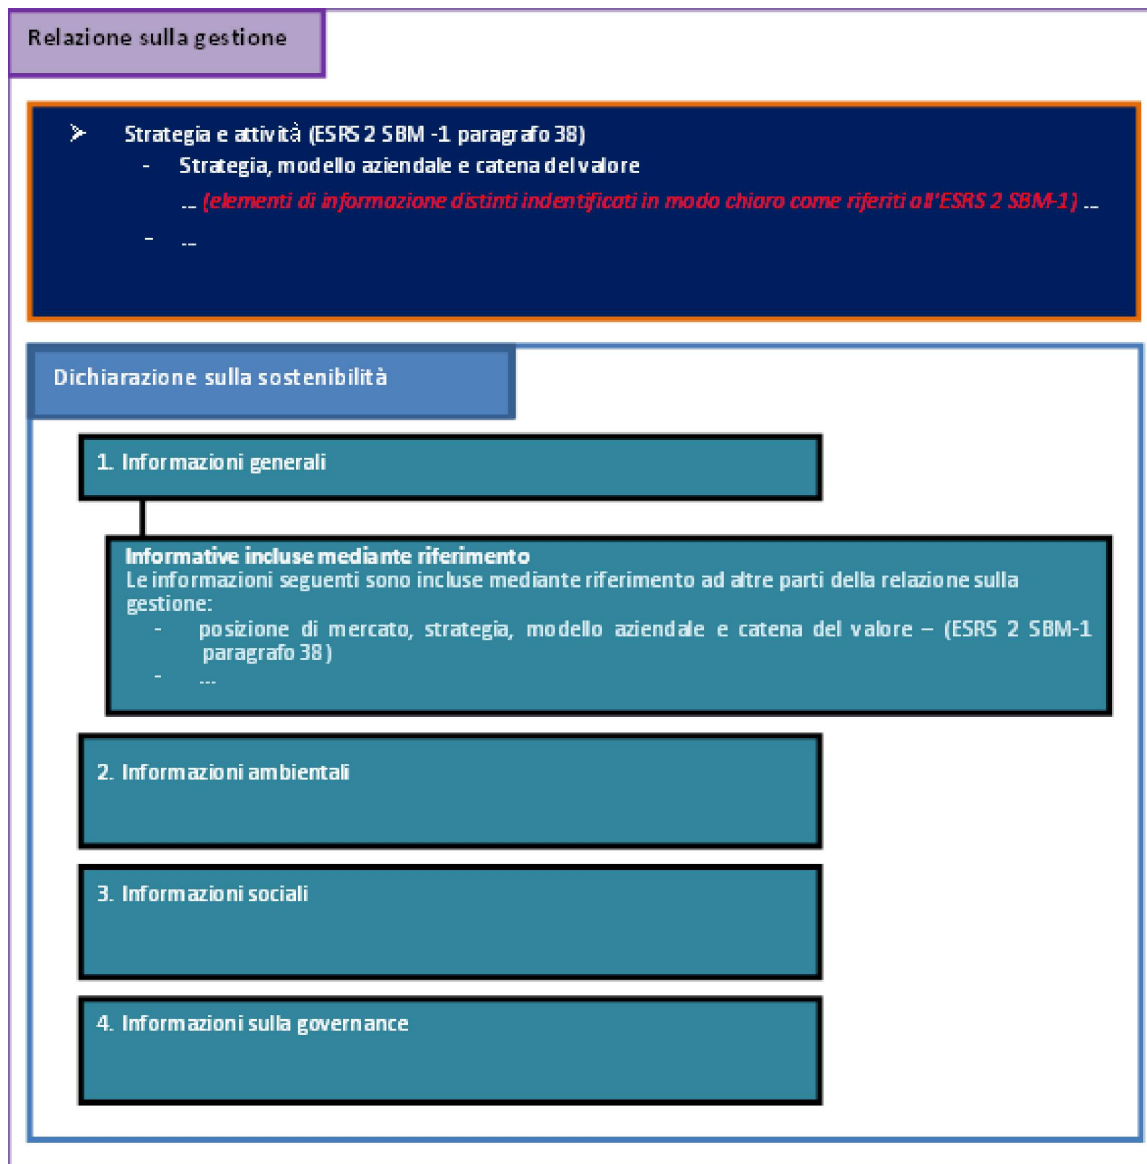 Relazione sulla gestione
➢ Strategia e attività (ESRS 2 SBM -1 paragrafo 38)
- Strategia, modello aziendale e catena del valore
... (elementi di informazione distinti indentificati in modo chiaro come riferiti all'ESRS 2 SBM-1) ...
- ...
Dichiarazione sulla sostenibilità
1. Informazioni generali
Informative incluse mediante riferimento
Le informazioni seguenti sono incluse mediante riferimento ad altre parti della relazione sulla
gestione:
- posizione di mercato, strategia, modello aziendale e catena del valore – (ESRS 2 SBM-1
paragrafo 38)
- ...
2. Informazioni ambientali
3. Informazioni sociali
4. Informazioni sulla governance